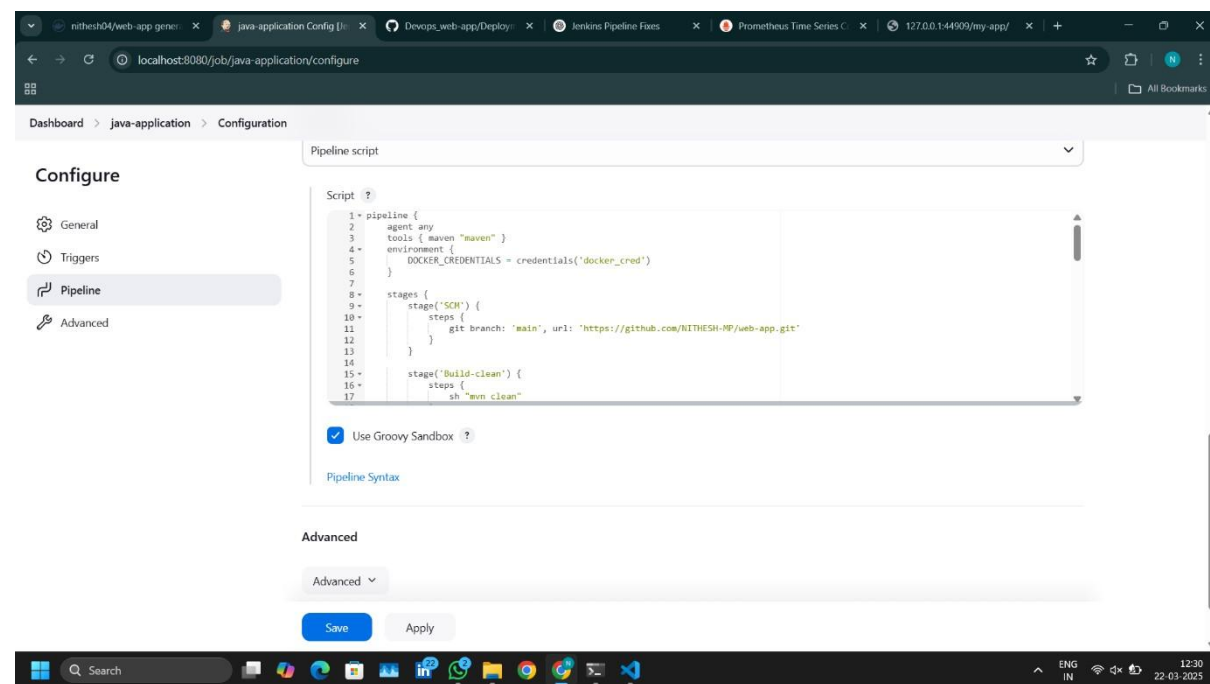 nithesh04/web-app gener
java-application Config [Je
Devops_web-app/Deploym
Jenkins Pipeline Fixes
Prometheus Time Series C
127.0.0.1:44909/my-app/
localhost:8080/job/java-application/configure
N
All Bookmarks
Dashboard > java-application > Configuration
Configure
General
Triggers
Pipeline
Advanced
Pipeline script
Script ?
1 pipeline {
2 agent any
3 tools { maven "maven" }
4 environment {
5 DOCKER_CREDENTIALS = credentials('docker_cred')
6 }
7
8 stages {
9 stage('SCM') {
10 steps {
11 git branch: 'main', url: 'https://github.com/NITHESH-MP/web-app.git'
12 }
13 }
14
15 stage('Build-clean') {
16 steps {
17 sh "mvn clean"
Use Groovy Sandbox ?
Pipeline Syntax
Advanced
Advanced
Save Apply
Search
22
9
ENG
IN
12:30
22-03-2025